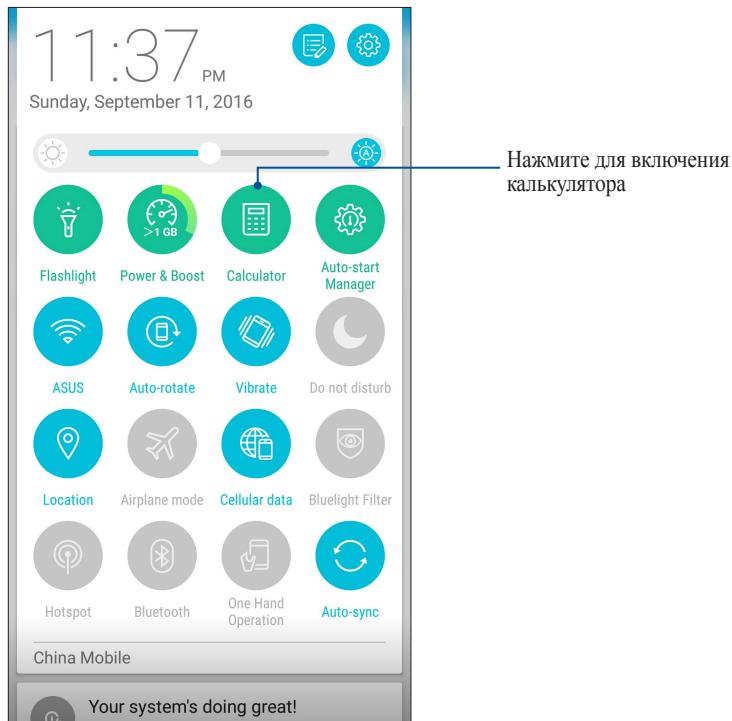 11:37 PM
Sunday, September 11, 2016
A
Нажмите для включения
калькулятора
>1 GB
Flashlight Power & Boost Calculator Auto-start
Manager
ASUS Auto-rotate Vibrate Do not disturb
Location Airplane mode Cellular data Bluelight Filter
Hotspot Bluetooth One Hand
Operation Auto-sync
China Mobile
Your system's doing great!